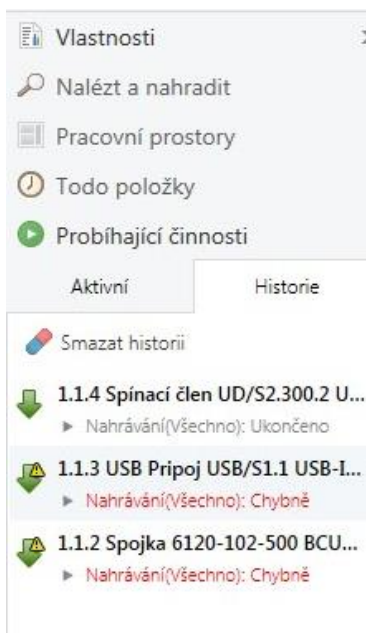 Vlastnosti
Nalézt a nahradit
Pracovní prostory
Todo položky
Probíhající činnosti
Aktivní Historie
Smazat historii
1.1.4 Spínací člen UD/S2.300.2 U...
Nahrávání(Všechno): Ukončeno
1.1.3 USB Pripoj USB/S1.1 USB-I...
Nahrávání(Všechno): Chybně
1.1.2 Spojka 6120-102-500 BCU...
Nahrávání(Všechno): Chybně